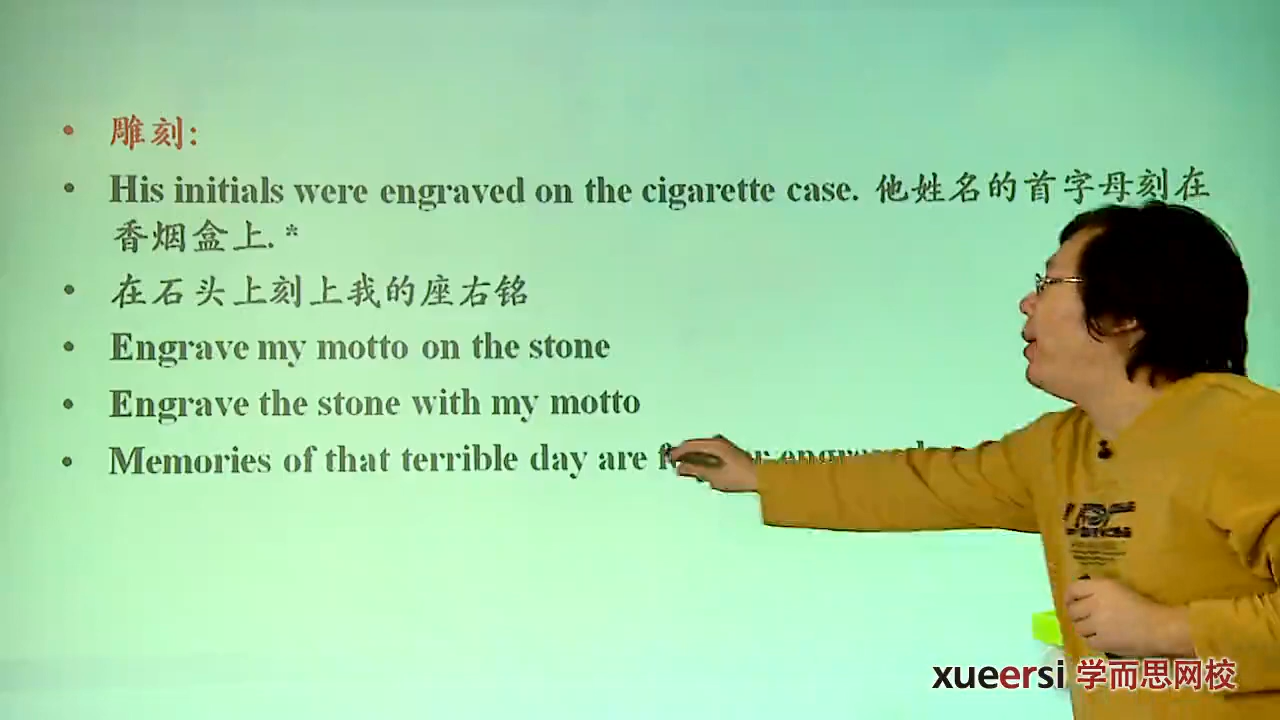 雕刻:
His initials were engraved on the cigarette case. 他姓名的首字母刻在
香烟盒上. *
在石头上刻上我的座右铭
Engrave my motto on the stone
Engrave the stone with my motto
Memories of that terrible day are
xueersi 学而思网校